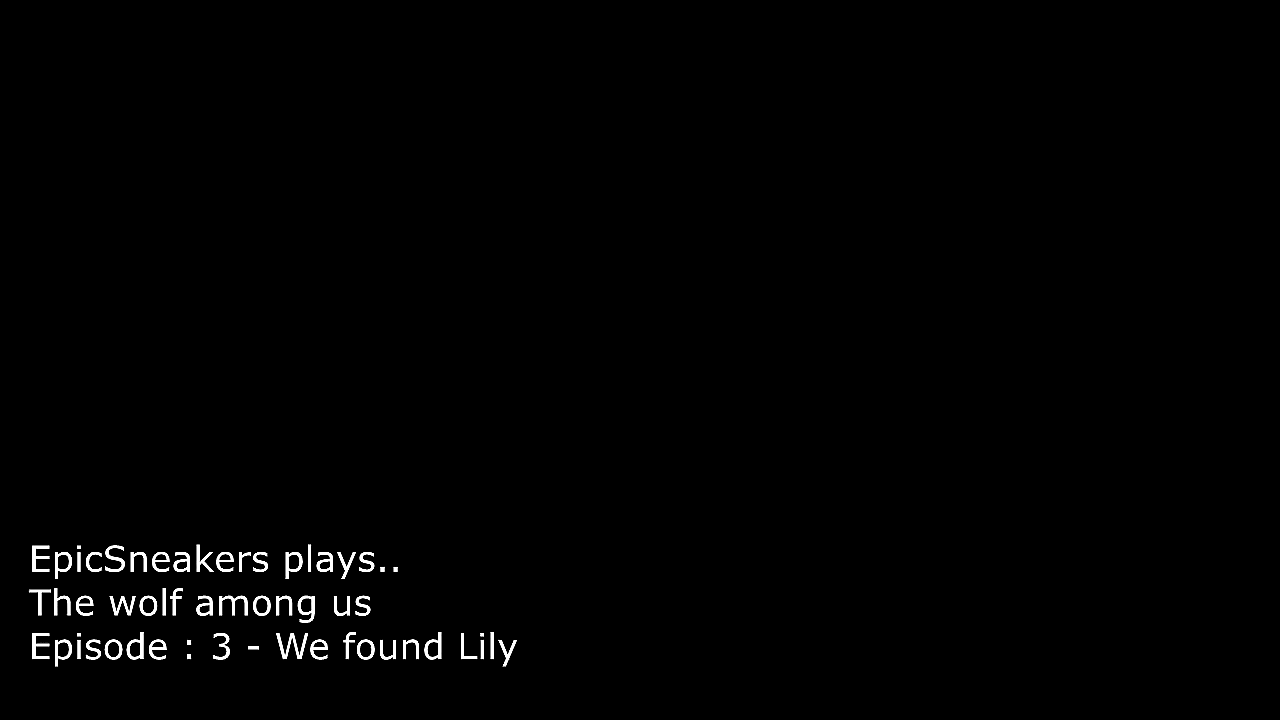 EpicSneakers plays..
The wolf among us
Episode : 3 - We found Lily